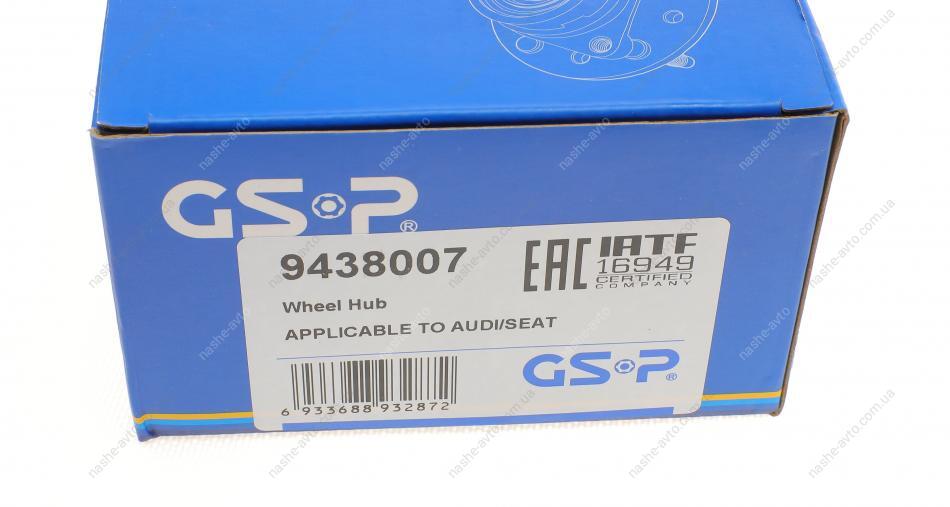 GSP®
9438007
EAC IATF
16949
CERTIFIED
COMPANY
Wheel Hub
APPLICABLE TO AUDI/SEAT
6 933688 932872
GSP®
nashe-avto.com.ua